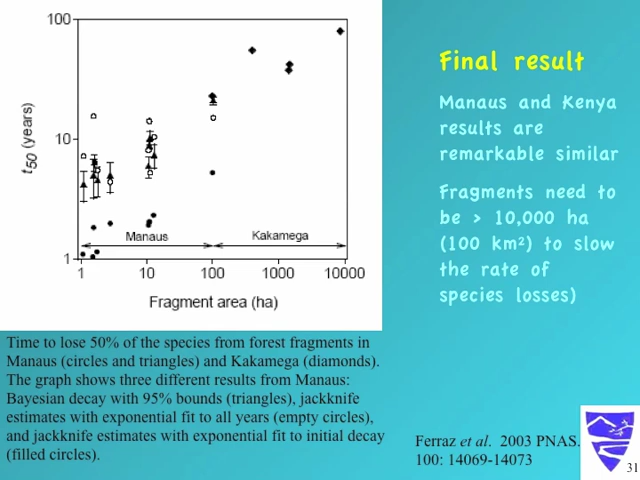 100
10
1
t50 (years)
Manaus
Kakamega
1
10
100
1000
10000
Fragment area (ha)
Final result
Manaus and Kenya
results are
remarkable similar
Fragments need to
be > 10,000 ha
(100 km²) to slow
the rate of
species losses)
Time to lose 50% of the species from forest fragments in
Manaus (circles and triangles) and Kakamega (diamonds).
The graph shows three different results from Manaus:
Bayesian decay with 95% bounds (triangles), jackknife
estimates with exponential fit to all years (empty circles),
and jackknife estimates with exponential fit to initial decay
(filled circles).
Ferraz et al. 2003 PNAS.
100: 14069-14073
31